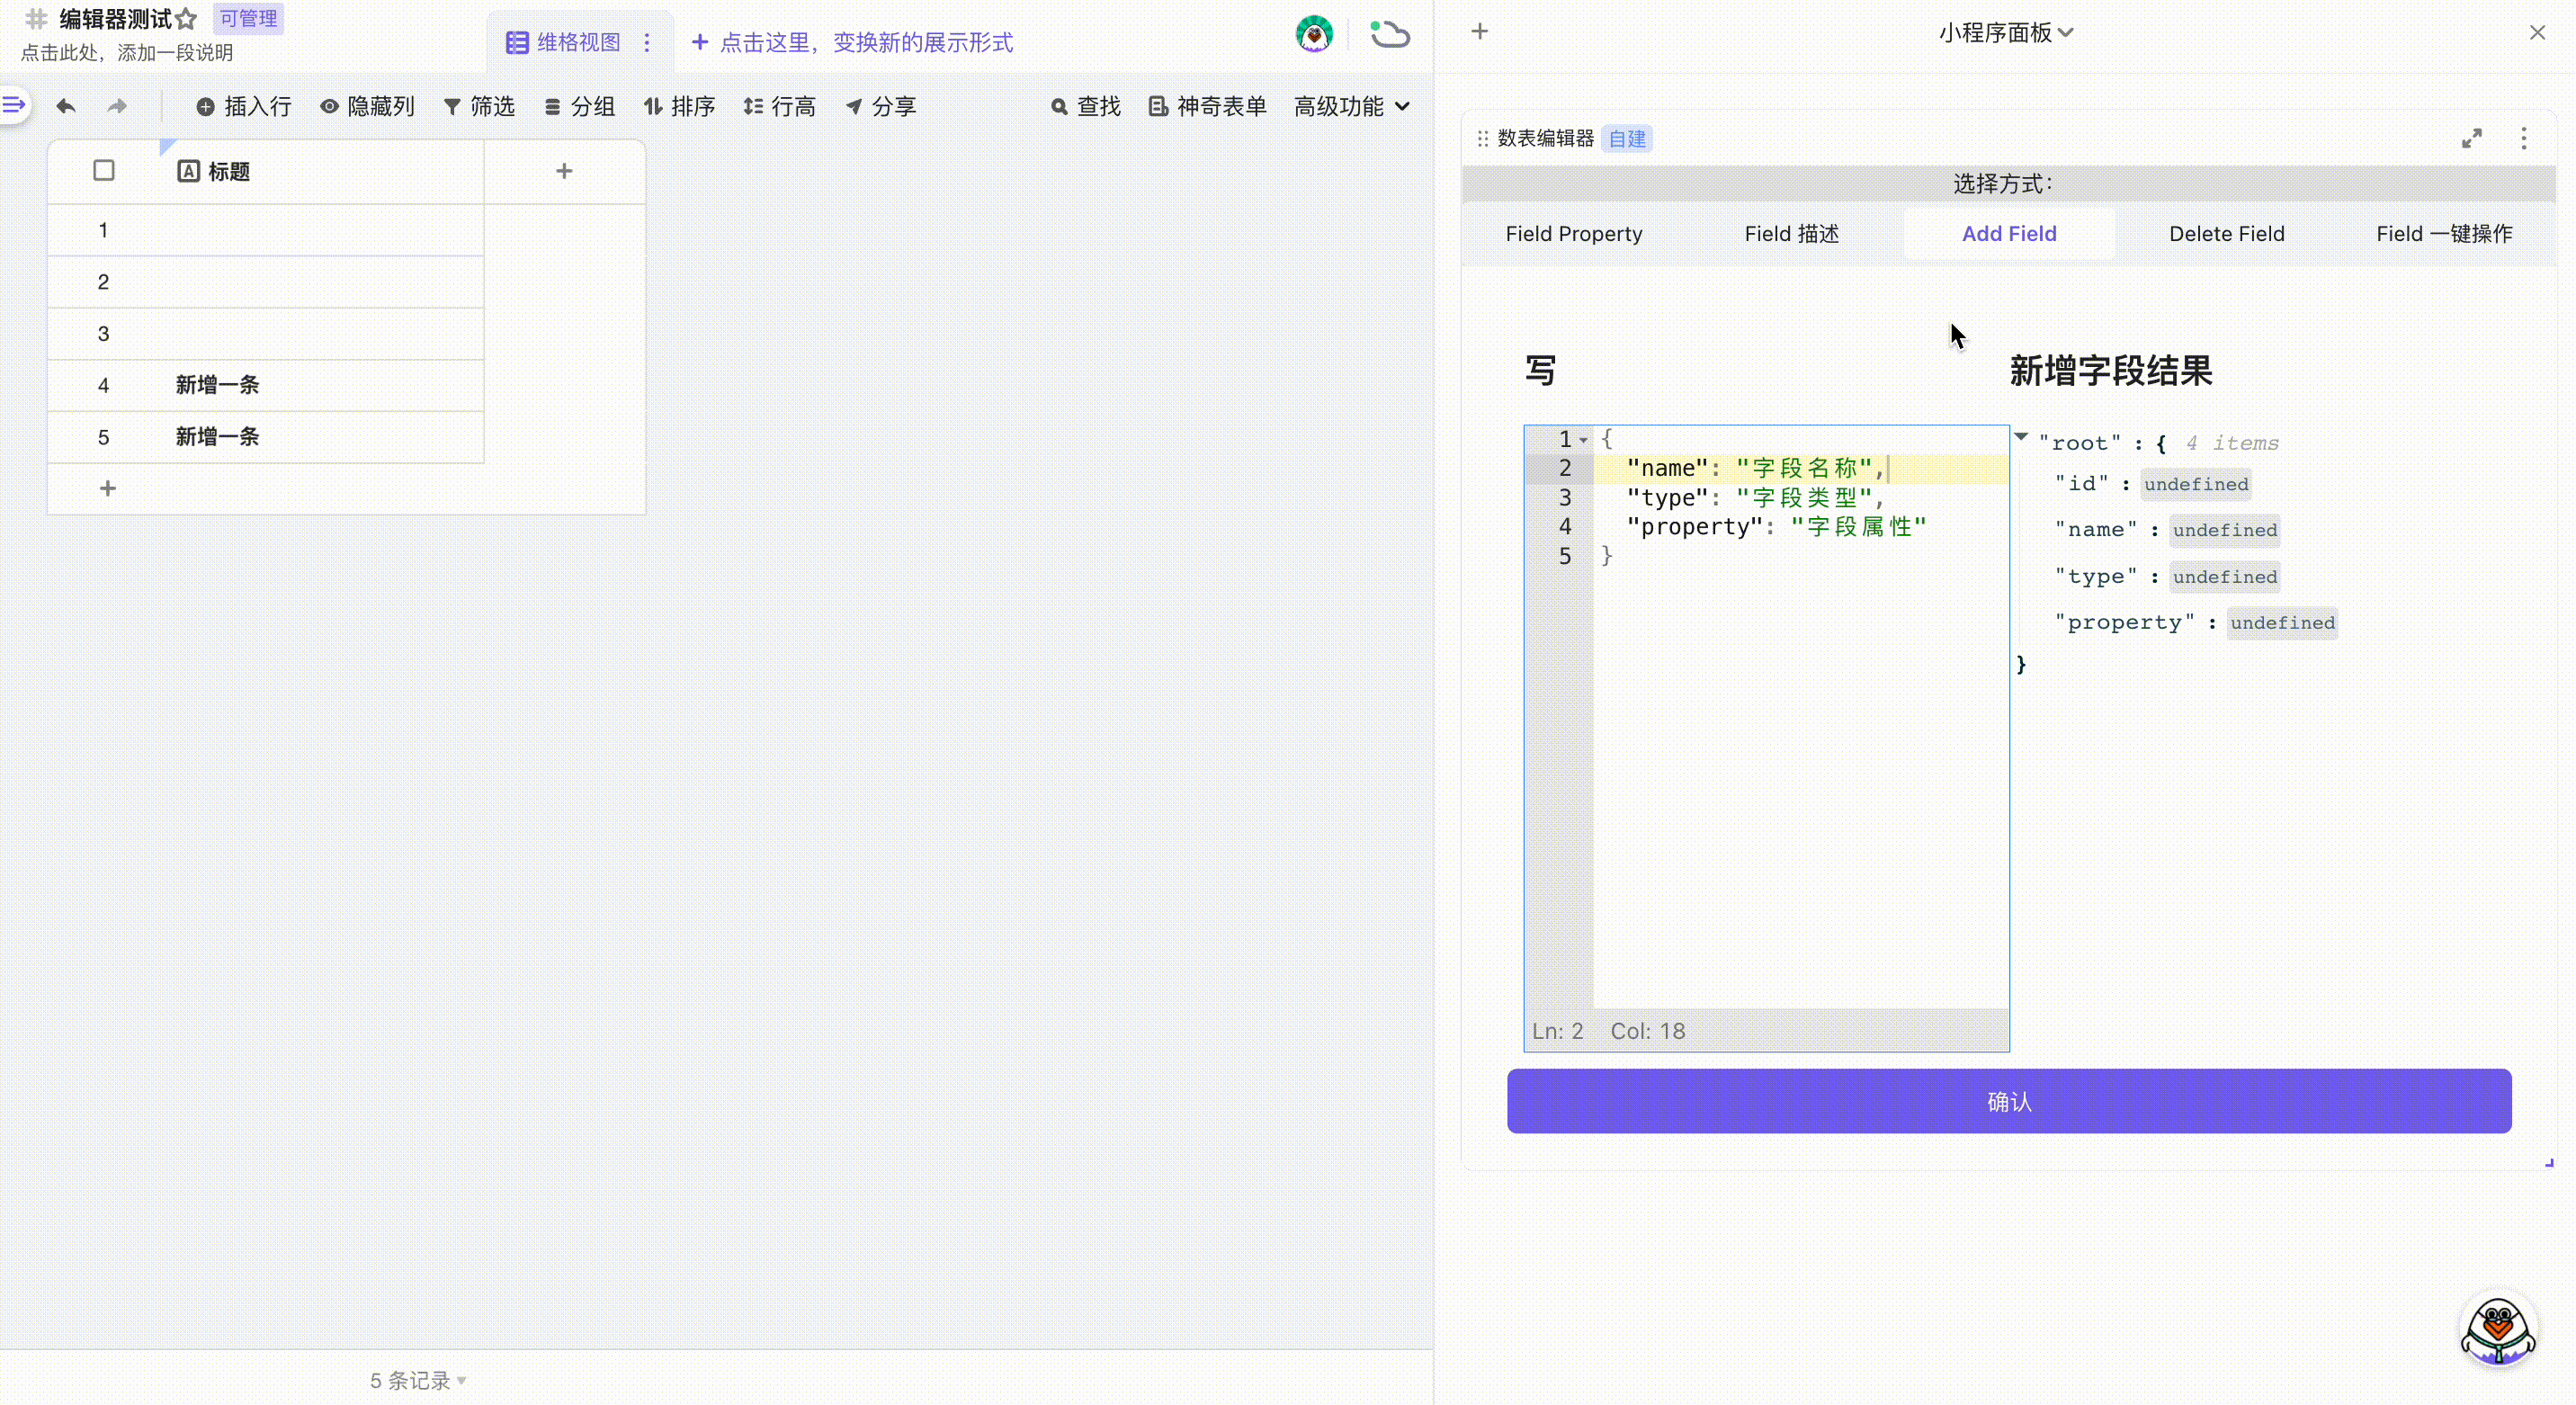 编辑器测试 可管理
点击此处，添加一段说明
维格视图
点击这里，变换新的展示形式
插入行 隐藏列 筛选 分组 排序 行高 分享 查找 神奇表单 高级功能
标题
1
2
3
4 新增一条
5 新增一条
5 条记录
小程序面板
数表编辑器 自建
选择方式：
Field Property Field 描述 Add Field Delete Field Field 一键操作
写
1 {
2 "name": "字段名称",
3 "type": "字段类型",
4 "property": "字段属性"
5 }
Ln: 2 Col: 18
新增字段结果
"root" : { 4 items
"id" : undefined
"name" : undefined
"type" : undefined
"property" : undefined
}
确认